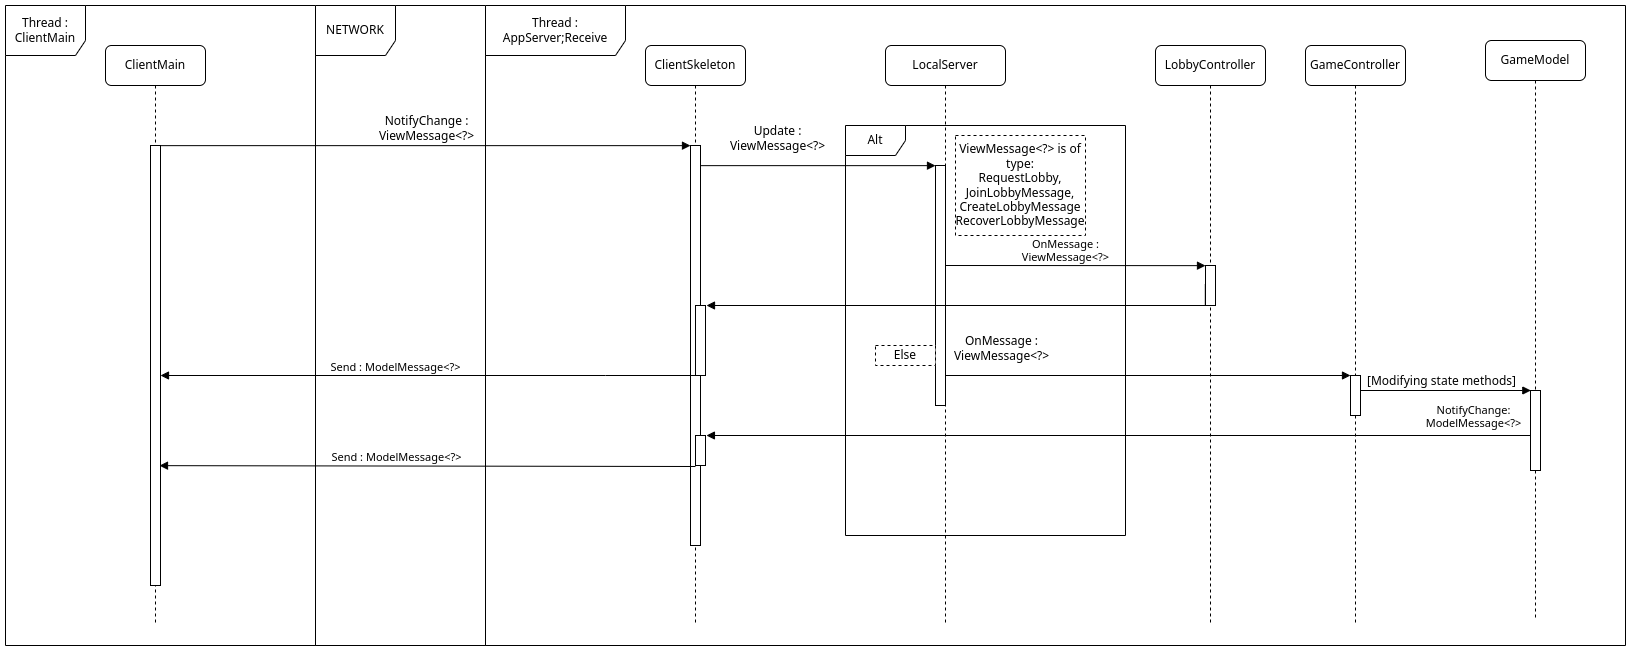 Thread :
ClientMain
NETWORK
Thread :
AppServer;Receive
ClientMain
ClientSkeleton
LocalServer
LobbyController
GameController
GameModel
NotifyChange :
ViewMessage<?>
Update :
ViewMessage<?>
Alt
ViewMessage<?> is of
type:
RequestLobby,
JoinLobbyMessage,
CreateLobbyMessage
RecoverLobbyMessage
OnMessage :
ViewMessage<?>
Else
OnMessage :
ViewMessage<?>
Send : ModelMessage<?>
[Modifying state methods]
NotifyChange:
ModelMessage<?>
Send : ModelMessage<?>